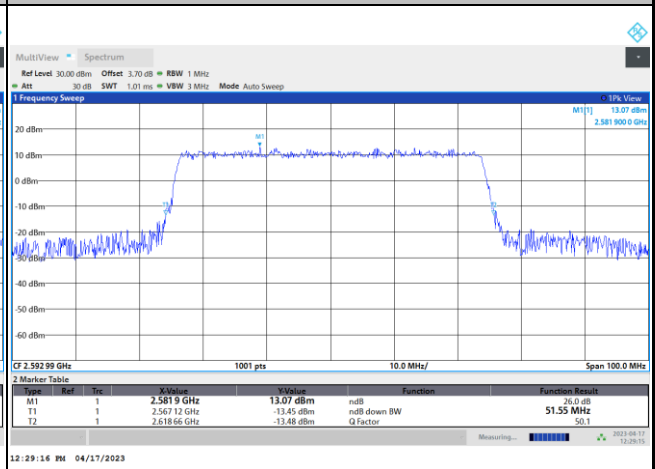 MultiView Spectrum
Ref Level 30.00 dBm Offset 3.70 dB RBW 1 MHz
Att 30 dB SWT 1.01 ms VBW 3 MHz Mode Auto Sweep
1 Frequency Sweep 1Pk View
M1[1] 13.07 dBm
2.581 900 0 GHz
20 dBm
M1
10 dBm
0 dBm
-10 dBm
T1 T2
-20 dBm
-30 dBm
-40 dBm
-50 dBm
-60 dBm
CF 2.592 99 GHz 1001 pts 10.0 MHz/ Span 100.0 MHz
2 Marker Table
Type Ref Trc X-Value Y-Value Function Function Result
M1 1 2.581 9 GHz 13.07 dBm ndB 26.0 dB
T1 1 2.567 12 GHz -13.45 dBm ndB down BW 51.55 MHz
T2 1 2.618 66 GHz -13.48 dBm Q Factor 50.1
Measuring... 2023-04-17
12:29:15
12:29:16 PM 04/17/2023